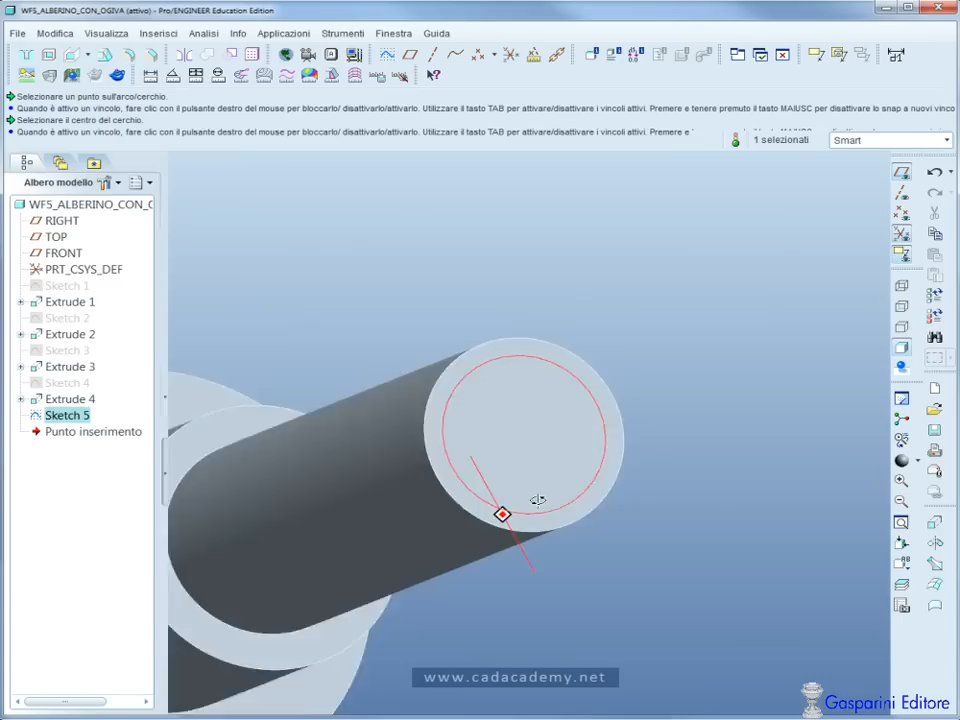 WF5_ALBERINO_CON_OGIVA (attivo) - Pro/ENGINEER Education Edition
File Modifica Visualizza Inserisci Analisi Info Applicazioni Strumenti Finestra Guida
Selezionare un punto sull'arco/cerchio.
Quando è attivo un vincolo, fare clic con il pulsante destro del mouse per bloccarlo/ disattivarlo/attivarlo. Utilizzare il tasto TAB per attivare/disattivare i vincoli attivi. Premere e tenere premuto il tasto MAIUSC per disattivare lo snap a nuovi vinco
Selezionare il centro del cerchio.
Quando è attivo un vincolo, fare clic con il pulsante destro del mouse per bloccarlo/ disattivarlo/attivarlo. Utilizzare il tasto TAB per attivare/disattivare i vincoli attivi. Premere e
1 selezionati
Smart
Albero modello
WF5_ALBERINO_CON_O
RIGHT
TOP
FRONT
PRT_CSYS_DEF
Sketch 1
Extrude 1
Sketch 2
Extrude 2
Sketch 3
Extrude 3
Sketch 4
Extrude 4
Sketch 5
Punto inserimento
www.cadacademy.net
Gasparini Editore